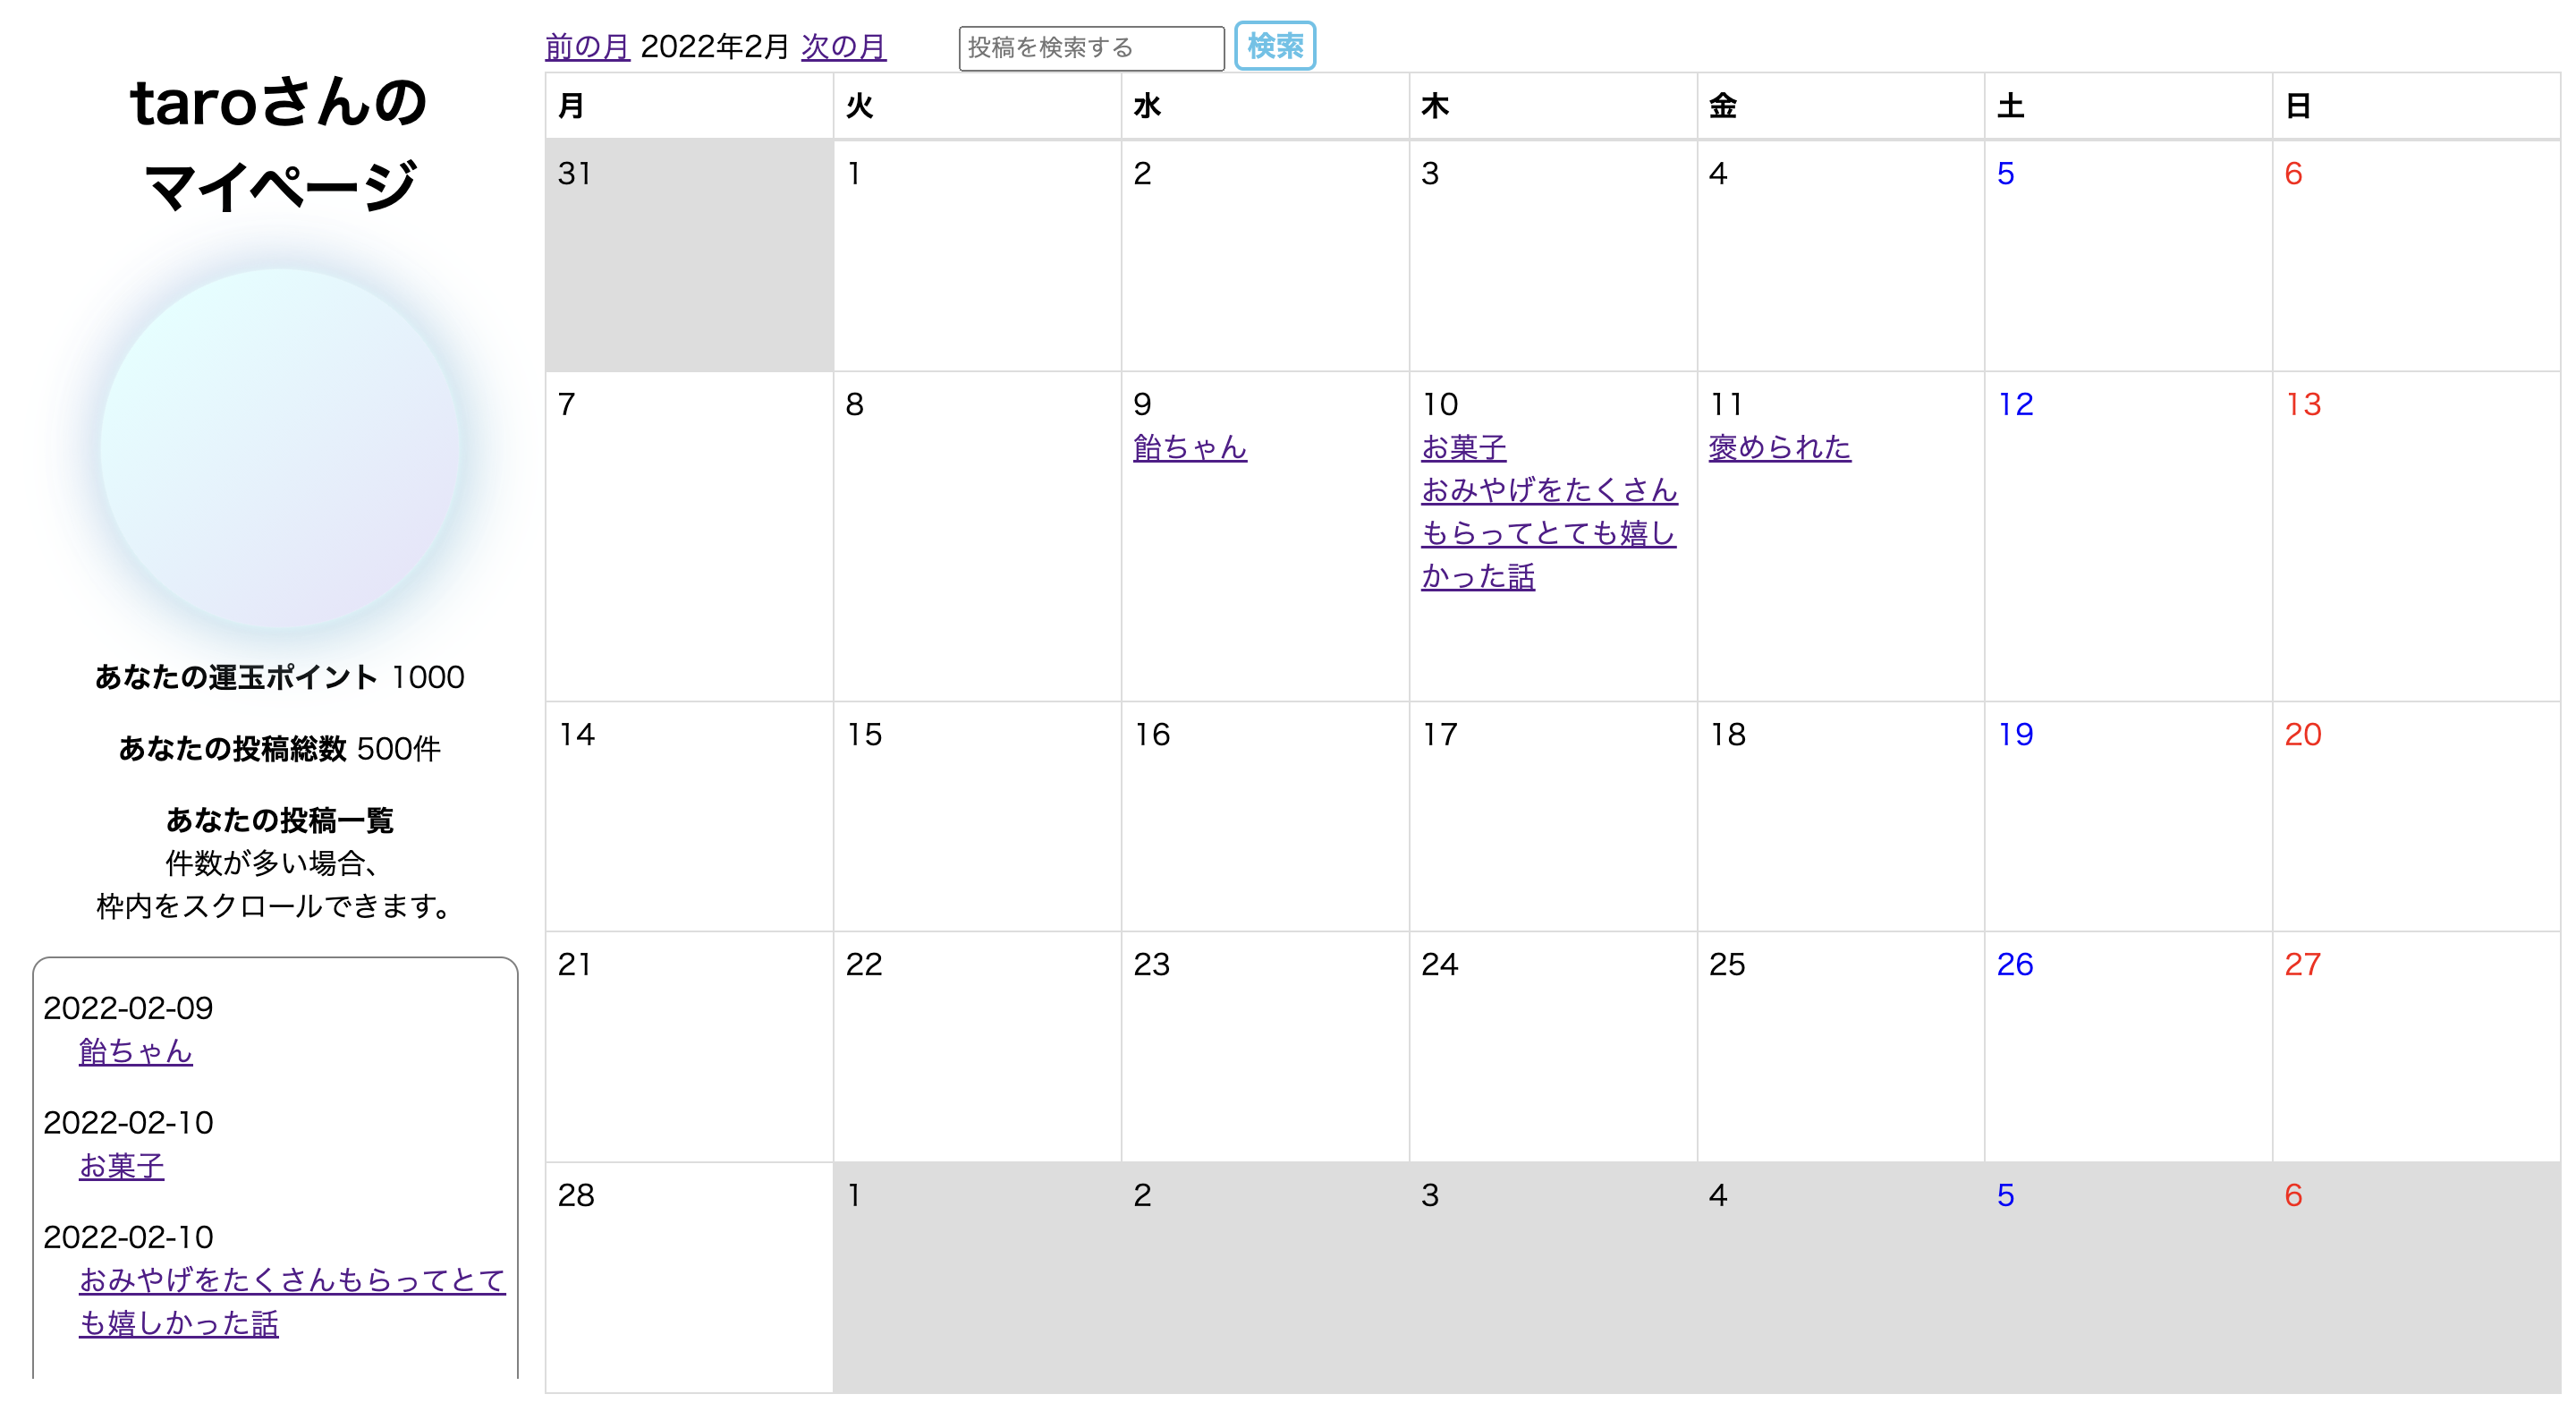 taroさんの
マイページ
あなたの運玉ポイント 1000
あなたの投稿総数 500件
あなたの投稿一覧
件数が多い場合、
枠内をスクロールできます。
2022-02-09
飴ちゃん
2022-02-10
お菓子
2022-02-10
おみやげをたくさんもらってとて
も嬉しかった話
前の月 2022年2月 次の月 投稿を検索する 検索
月 火 水 木 金 土 日
31 1 2 3 4 5 6
7 8 9 10 11 12 13
飴ちゃん お菓子 褒められた
おみやげをたくさん
もらってとても嬉し
かった話
14 15 16 17 18 19 20
21 22 23 24 25 26 27
28 1 2 3 4 5 6